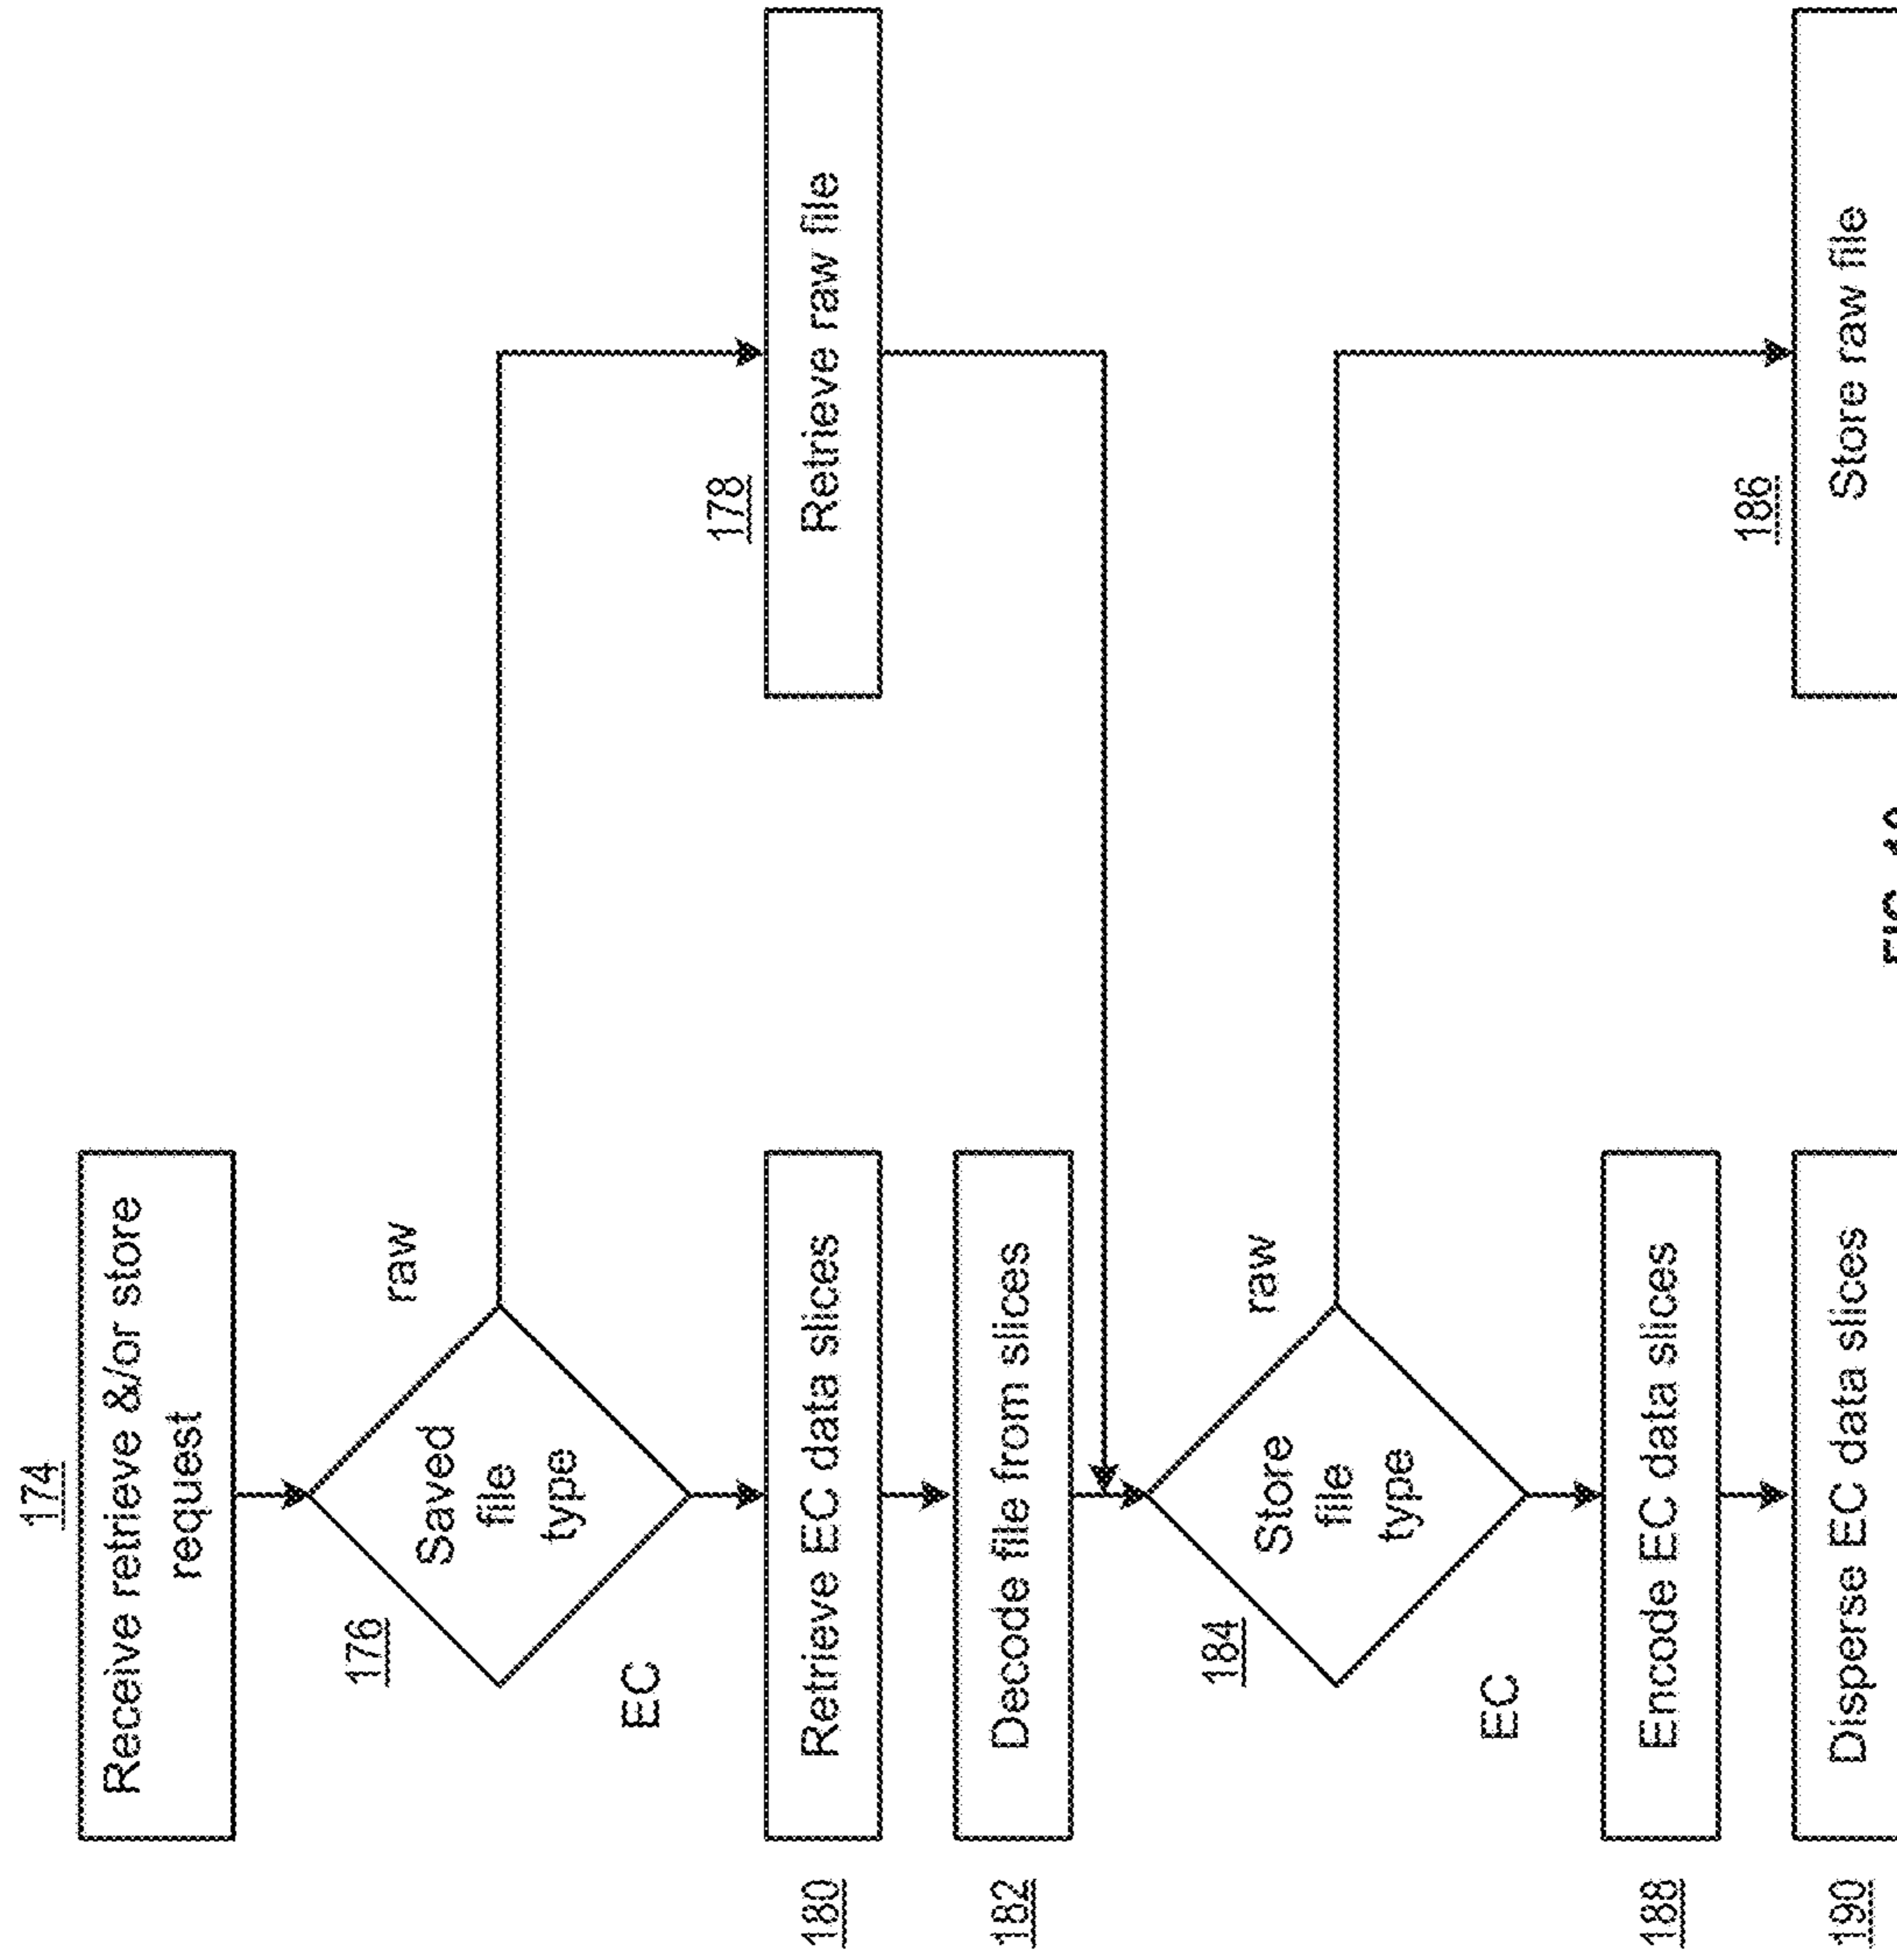 174
Receive retrieve &/or store
request
176
Saved
file
type
raw
EC
178
Retrieve raw file
180
Retrieve EC data slices
182
Decode file from slices
184
Store
file
type
raw
EC
186
Store raw file
188
Encode EC data slices
190
Disperse EC data slices